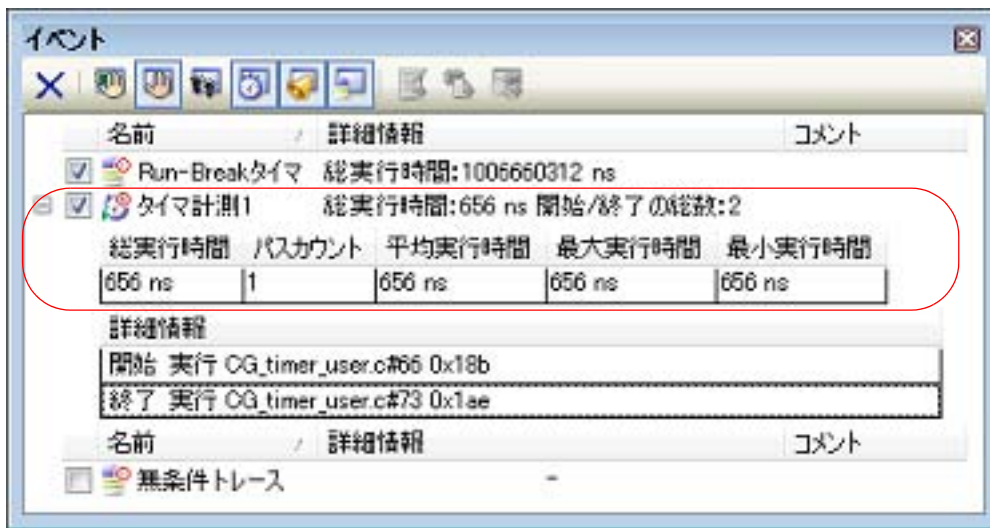 イベント
名前 詳細情報 コメント
Run-Breakタイマ 総実行時間:1006660312 ns
タイマ計測1 総実行時間:656 ns 開始/終了の総数:2
総実行時間 パスカウント 平均実行時間 最大実行時間 最小実行時間
656 ns 1 656 ns 656 ns 656 ns
詳細情報
開始 実行 CG_timer_user.c#66 0x18b
終了 実行 CG_timer_user.c#73 0x1ae
名前 詳細情報 コメント
無条件トレース -